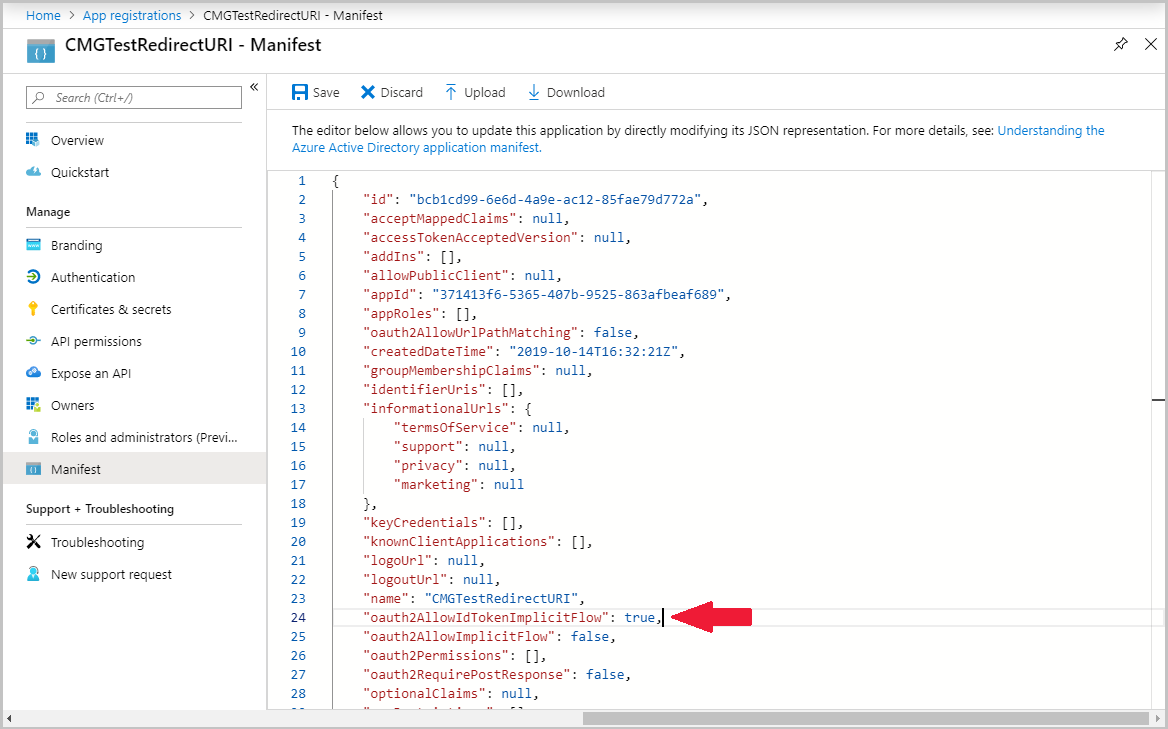 Home > App registrations > CMGTestRedirectURI - Manifest
CMGTestRedirectURI - Manifest
Search (Ctrl+/)
Overview
Quickstart
Manage
Branding
Authentication
Certificates & secrets
API permissions
Expose an API
Owners
Roles and administrators (Previ...
Manifest
Support + Troubleshooting
Troubleshooting
New support request
Save Discard Upload Download
The editor below allows you to update this application by directly modifying its JSON representation. For more details, see: Understanding the
Azure Active Directory application manifest.
1 {
2 "id": "bcb1cd99-6e6d-4a9e-ac12-85fae79d772a",
3 "acceptMappedClaims": null,
4 "accessTokenAcceptedVersion": null,
5 "addIns": [],
6 "allowPublicClient": null,
7 "appId": "371413f6-5365-407b-9525-863afbeaf689",
8 "appRoles": [],
9 "oauth2AllowUrlPathMatching": false,
10 "createdDateTime": "2019-10-14T16:32:21Z",
11 "groupMembershipClaims": null,
12 "identifierUris": [],
13 "informationalUrls": {
14 "termsOfService": null,
15 "support": null,
16 "privacy": null,
17 "marketing": null
18 },
19 "keyCredentials": [],
20 "knownClientApplications": [],
21 "logoUrl": null,
22 "logoutUrl": null,
23 "name": "CMGTestRedirectURI",
24 "oauth2AllowIdTokenImplicitFlow": true,
25 "oauth2AllowImplicitFlow": false,
26 "oauth2Permissions": [],
27 "oauth2RequirePostResponse": false,
28 "optionalClaims": null,